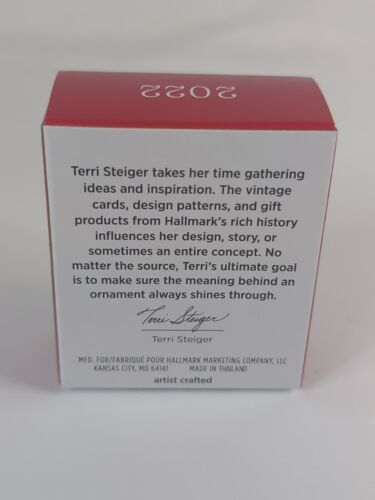 2022
Terri Steiger takes her time gathering
ideas and inspiration. The vintage
cards, design patterns, and gift
products from Hallmark's rich history
influences her design, story, or
sometimes an entire concept. No
matter the source, Terri's ultimate goal
is to make sure the meaning behind an
ornament always shines through.
Terri Steiger
Terri Steiger
MFD. FOR/FABRIQUÉ POUR HALLMARK MARKETING COMPANY, LLC
KANSAS CITY, MO 64141 MADE IN THAILAND
artist crafted